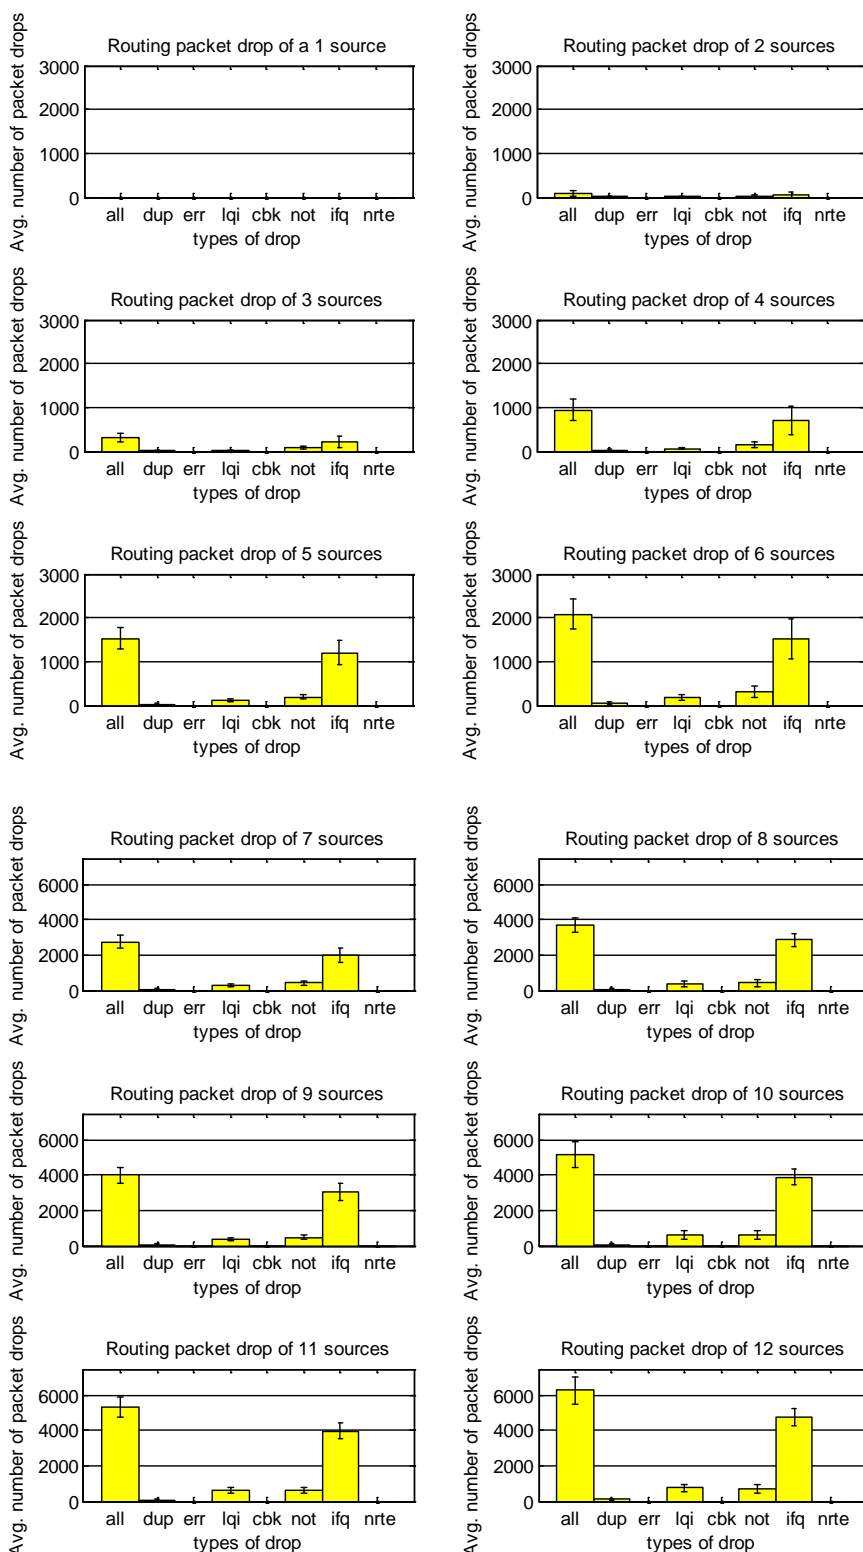 Routing packet drop of a 1 source
Avg. number of packet drops
3000
2000
1000
0
all dup err lqi cbk not ifq nrte
types of drop
Routing packet drop of 2 sources
Avg. number of packet drops
3000
2000
1000
0
all dup err lqi cbk not ifq nrte
types of drop
Routing packet drop of 3 sources
Avg. number of packet drops
3000
2000
1000
0
all dup err lqi cbk not ifq nrte
types of drop
Routing packet drop of 4 sources
Avg. number of packet drops
3000
2000
1000
0
all dup err lqi cbk not ifq nrte
types of drop
Routing packet drop of 5 sources
Avg. number of packet drops
3000
2000
1000
0
all dup err lqi cbk not ifq nrte
types of drop
Routing packet drop of 6 sources
Avg. number of packet drops
3000
2000
1000
0
all dup err lqi cbk not ifq nrte
types of drop
Routing packet drop of 7 sources
Avg. number of packet drops
6000
4000
2000
0
all dup err lqi cbk not ifq nrte
types of drop
Routing packet drop of 8 sources
Avg. number of packet drops
6000
4000
2000
0
all dup err lqi cbk not ifq nrte
types of drop
Routing packet drop of 9 sources
Avg. number of packet drops
6000
4000
2000
0
all dup err lqi cbk not ifq nrte
types of drop
Routing packet drop of 10 sources
Avg. number of packet drops
6000
4000
2000
0
all dup err lqi cbk not ifq nrte
types of drop
Routing packet drop of 11 sources
Avg. number of packet drops
6000
4000
2000
0
all dup err lqi cbk not ifq nrte
types of drop
Routing packet drop of 12 sources
Avg. number of packet drops
6000
4000
2000
0
all dup err lqi cbk not ifq nrte
types of drop